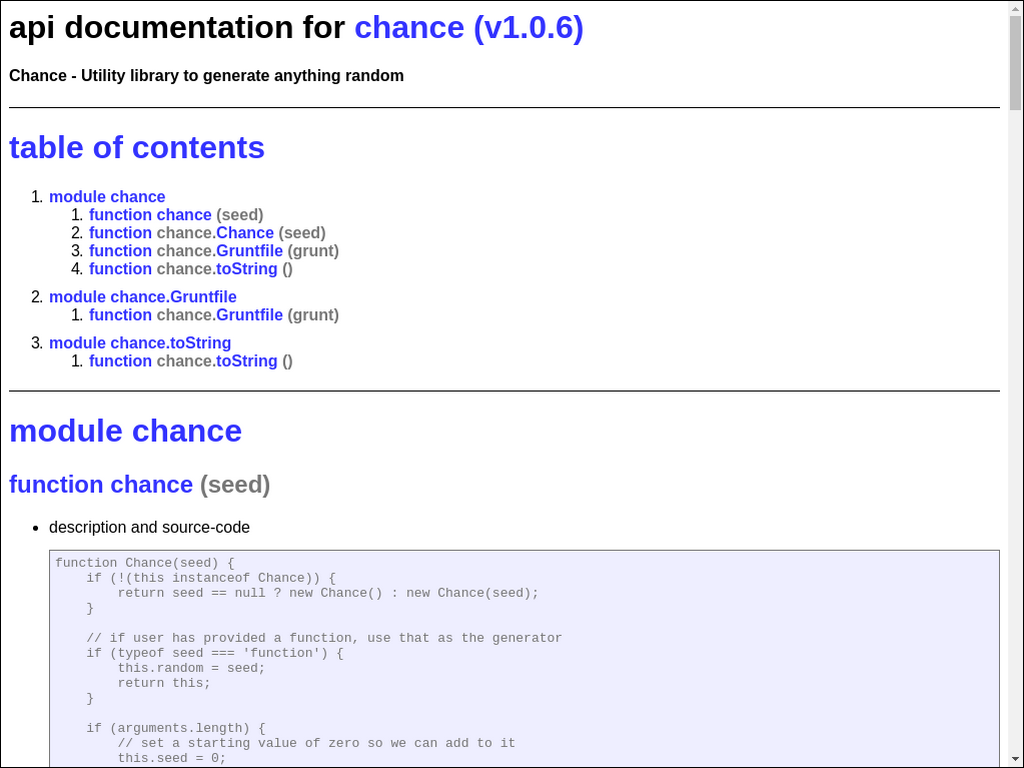 api documentation for chance (v1.0.6)
Chance - Utility library to generate anything random
table of contents
1. module chance
1. function chance (seed)
2. function chance.Chance (seed)
3. function chance.Gruntfile (grunt)
4. function chance.toString ()
2. module chance.Gruntfile
1. function chance.Gruntfile (grunt)
3. module chance.toString
1. function chance.toString ()
module chance
function chance (seed)
• description and source-code
function Chance(seed) {
    if (!(this instanceof Chance)) {
        return seed == null ? new Chance() : new Chance(seed);
    }
    // if user has provided a function, use that as the generator
    if (typeof seed === 'function') {
        this.random = seed;
        return this;
    }
    if (arguments.length) {
        // set a starting value of zero so we can add to it
        this.seed = 0;